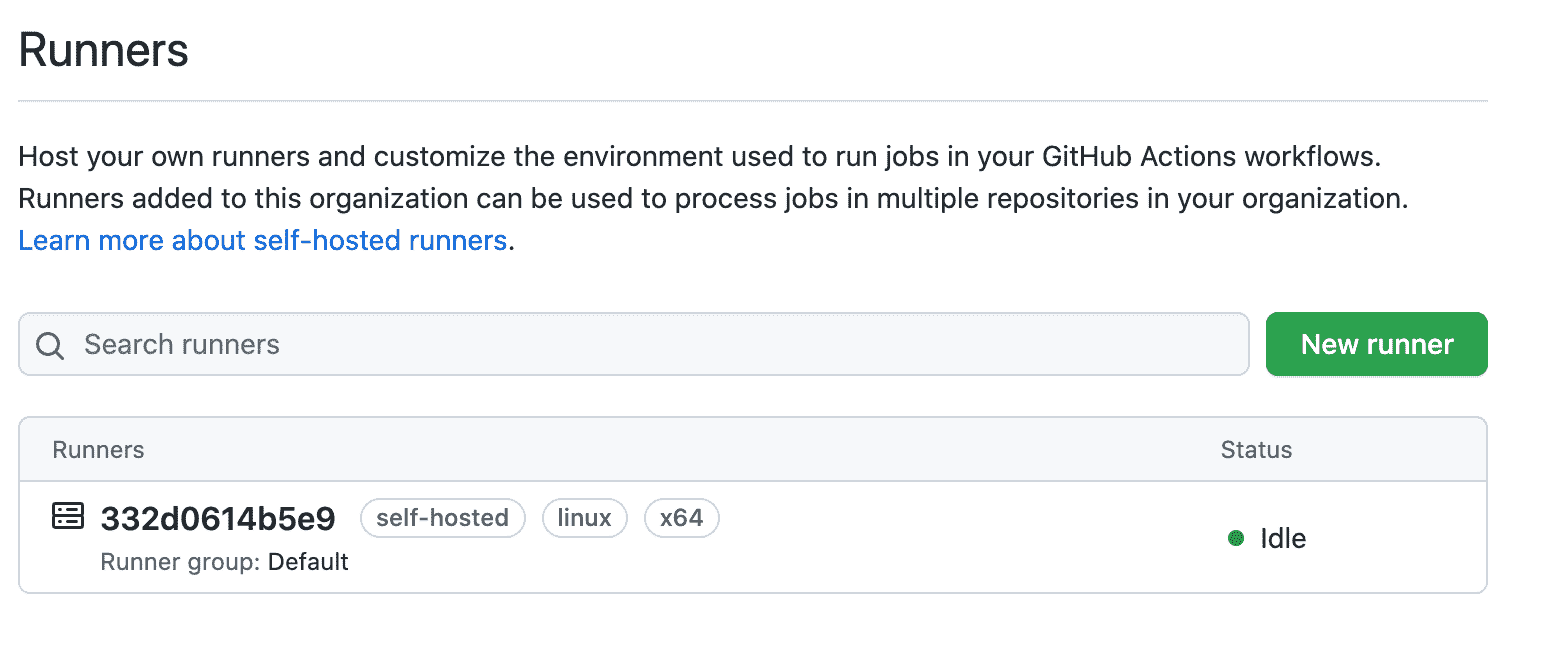 Runners
Host your own runners and customize the environment used to run jobs in your GitHub Actions workflows.
Runners added to this organization can be used to process jobs in multiple repositories in your organization.
Learn more about self-hosted runners.
Search runners
New runner
Runners Status
332d0614b5e9 self-hosted linux x64
Idle
Runner group: Default